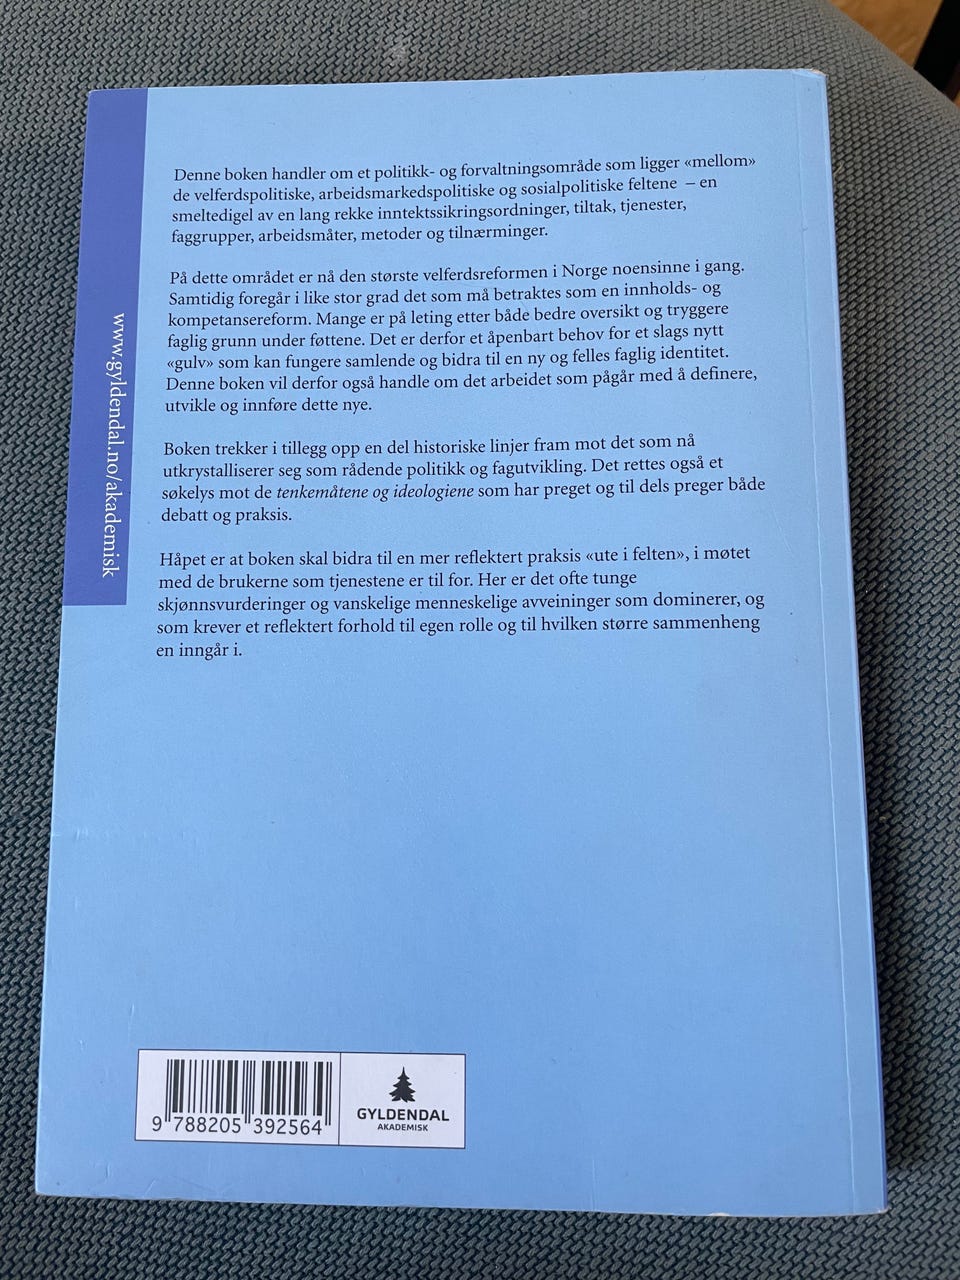 Denne boken handler om et politikk- og forvaltningsområde som ligger «mellom»
de velferdspolitiske, arbeidsmarkedspolitiske og sosialpolitiske feltene – en
smeltedigel av en lang rekke inntektssikringsordninger, tiltak, tjenester,
faggrupper, arbeidsmåter, metoder og tilnærminger.
På dette området er nå den største velferdsreformen i Norge noensinne i gang.
Samtidig foregår i like stor grad det som må betraktes som en innholds- og
kompetansereform. Mange er på leting etter både bedre oversikt og tryggere
faglig grunn under føttene. Det er derfor et åpenbart behov for et slags nytt
«gulv» som kan fungere samlende og bidra til en ny og felles faglig identitet.
Denne boken vil derfor også handle om det arbeidet som pågår med å definere,
utvikle og innføre dette nye.
Boken trekker i tillegg opp en del historiske linjer fram mot det som nå
utkrystalliserer seg som rådende politikk og fagutvikling. Det rettes også et
søkelys mot de tenkemåtene og ideologiene som har preget og til dels preger både
debatt og praksis.
Håpet er at boken skal bidra til en mer reflektert praksis «ute i felten», i møtet
med de brukerne som tjenestene er til for. Her er det ofte tunge
skjønnsvurderinger og vanskelige menneskelige avveininger som dominerer, og
som krever et reflektert forhold til egen rolle og til hvilken større sammenheng
en inngår i.
www.gyldendal.no/akademisk
9 788205 392564
GYLDENDAL
AKADEMISK